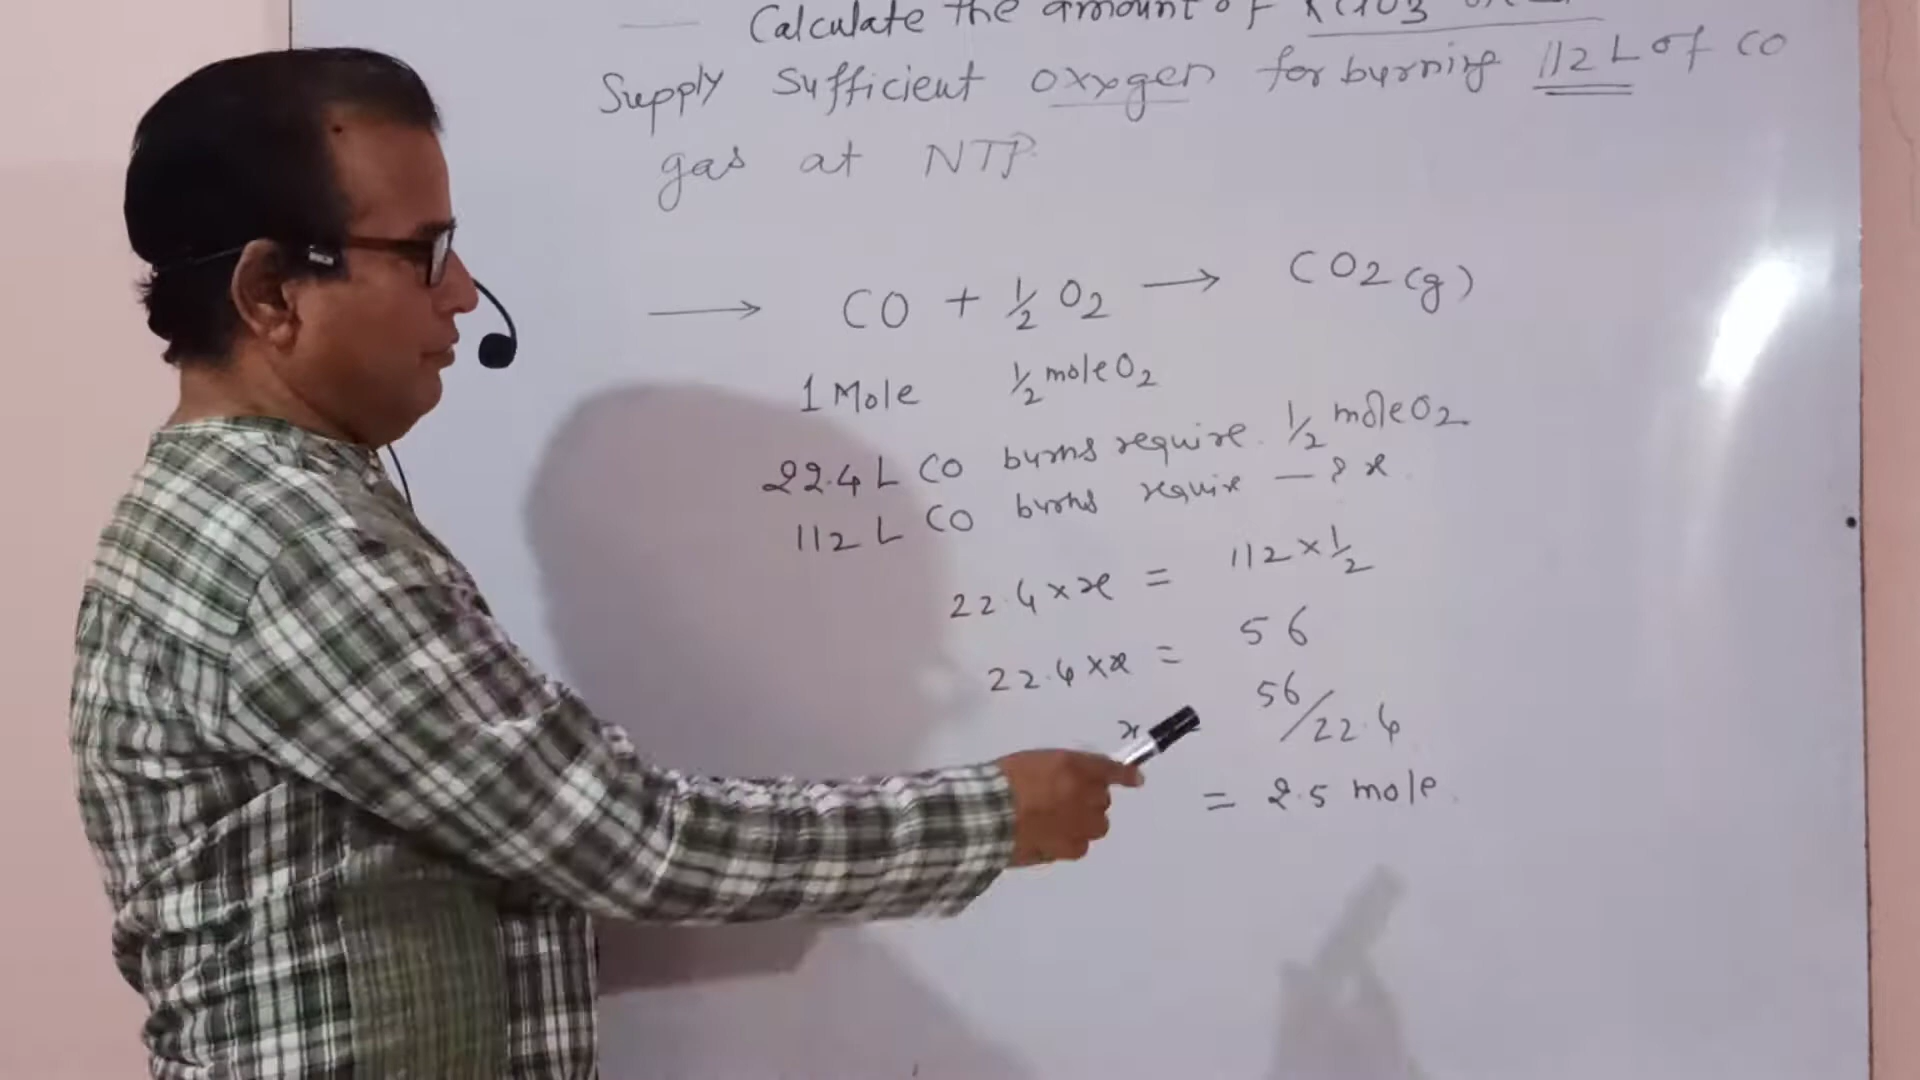 Calculate the amount of KClO3
Supply Sufficient oxygen for burning 112 L of CO
gas at NTP
⟶ CO + 1/2 O2 ⟶ CO2 (g)
1 Mole 1/2 mole O2
22.4 L CO burns require. 1/2 mole O2
112 L CO burns require — ? x
22.4 × x = 112 × 1/2
22.4 × x = 56
x = 56/22.4
= 2.5 mole.